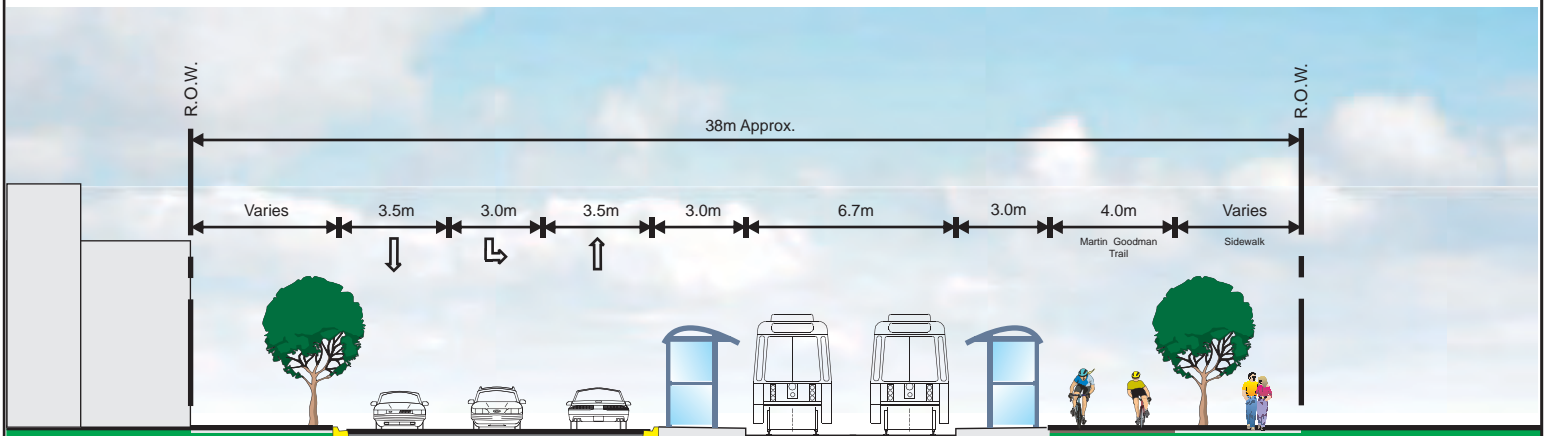 R.O.W.
R.O.W.
38m Approx.
Varies
3.5m
3.0m
3.5m
3.0m
6.7m
3.0m
4.0m
Varies
Martin Goodman
Trail
Sidewalk